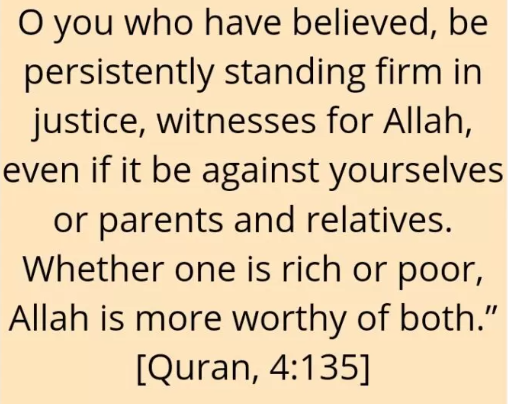 O you who have believed, be
persistently standing firm in
justice, witnesses for Allah,
even if it be against yourselves
or parents and relatives.
Whether one is rich or poor,
Allah is more worthy of both.”
[Quran, 4:135]